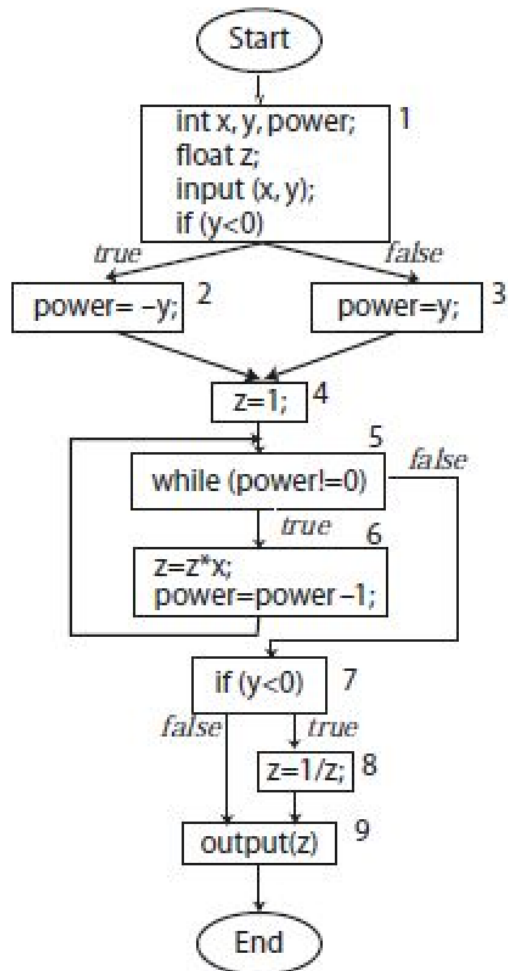 Start
int x, y, power; 1
float z;
input (x, y);
if (y<0)
true false
power= –y; 2 power=y; 3
z=1; 4
5
while (power!=0) false
true
6
z=z*x;
power=power–1;
if (y<0) 7
false true
z=1/z; 8
output(z) 9
End